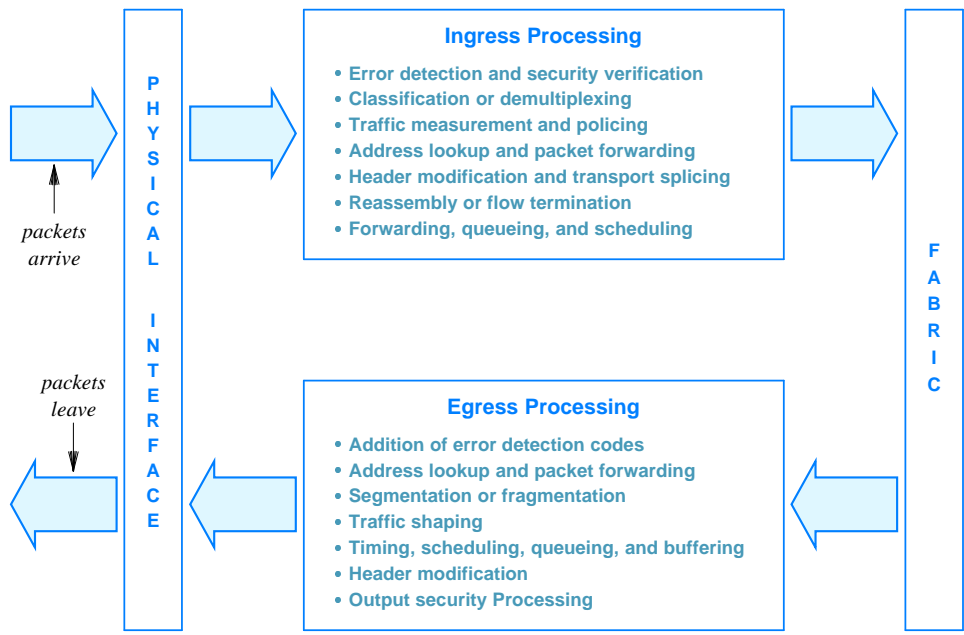 Ingress Processing
• Error detection and security verification
• Classification or demultiplexing
• Traffic measurement and policing
• Address lookup and packet forwarding
• Header modification and transport splicing
• Reassembly or flow termination
• Forwarding, queueing, and scheduling
packets
arrive
PHYSICAL INTERFACE
FABRIC
packets
leave
Egress Processing
• Addition of error detection codes
• Address lookup and packet forwarding
• Segmentation or fragmentation
• Traffic shaping
• Timing, scheduling, queueing, and buffering
• Header modification
• Output security Processing